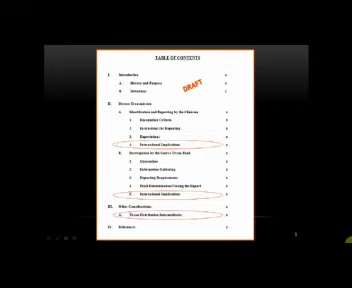 TABLE OF CONTENTS
I. Introduction
A. History and Purpose
B. Definitions
DRAFT
II. Disease Transmission
A. Identification and Reporting by the Clinician
1. Recognition Criteria
2. Instructions for Reporting
3. Expectations
4. International Implications
B. Investigation by the Source Tissue Bank
1. Quarantine
2. Information Gathering
3. Reporting Requirements
4. Final Determination Closing the Report
5. International Implications
III. Other Considerations
A. Tissue Distribution Intermediaries
IV. References